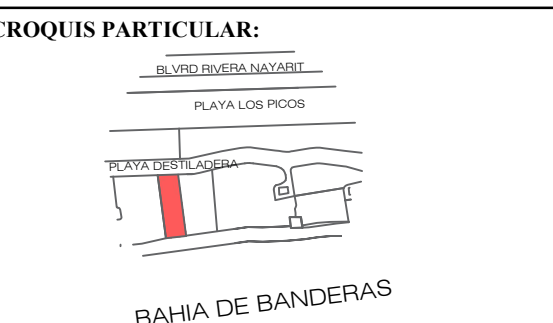 CROQUIS PARTICULAR:
BLVRD RIVERA NAYARIT
PLAYA LOS PICOS
PLAYA DESTILADERA
BAHIA DE BANDERAS